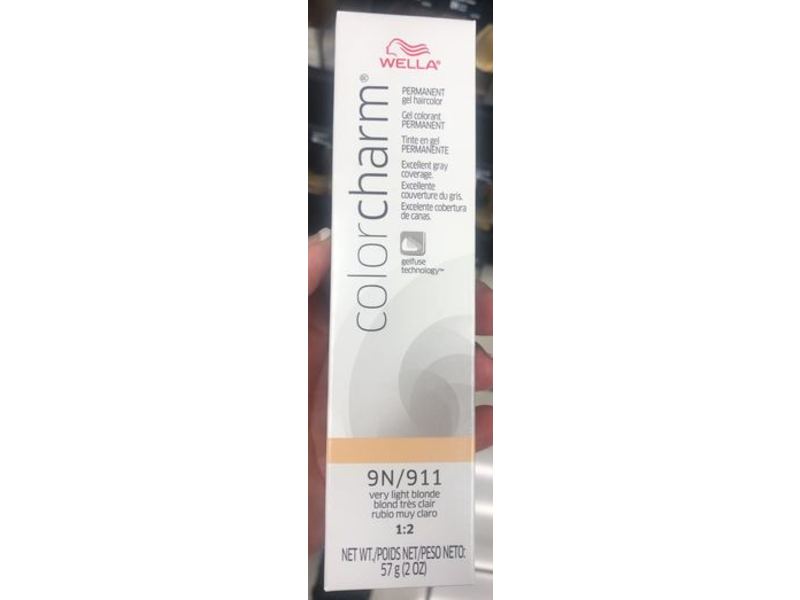 WELLA®
colorcharm®
PERMANENT
gel haircolor
Gel colorant
PERMANENT
Tinte en gel
PERMANENTE
Excellent gray
coverage.
Excellente
couverture du gris.
Excelente cobertura
de canas.
gelfuse
technology™
9N/911
very light blonde
blond très clair
rubio muy claro
1:2
NET WT./POIDS NET/PESO NETO:
57 g (2 OZ)